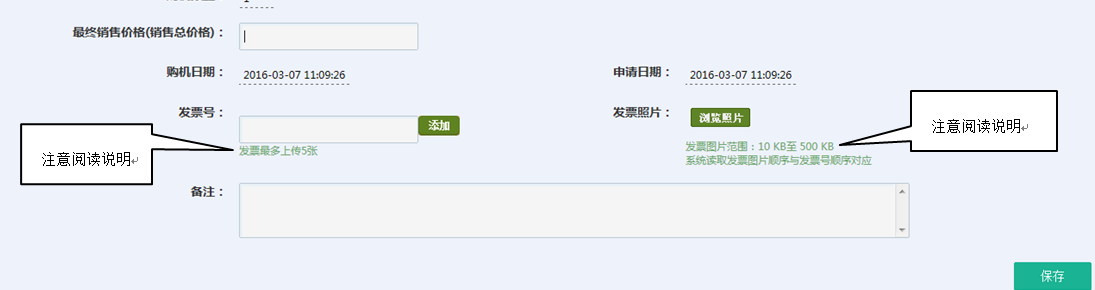 最终销售价格(销售总价格)：
购机日期： 2016-03-07 11:09:26 申请日期： 2016-03-07 11:09:26
发票号： 添加 发票照片： 浏览照片
注意阅读说明
发票最多上传5张
发票图片范围：10 KB至 500 KB
系统读取发票图片顺序与发票号顺序对应
注意阅读说明
备注：
保存